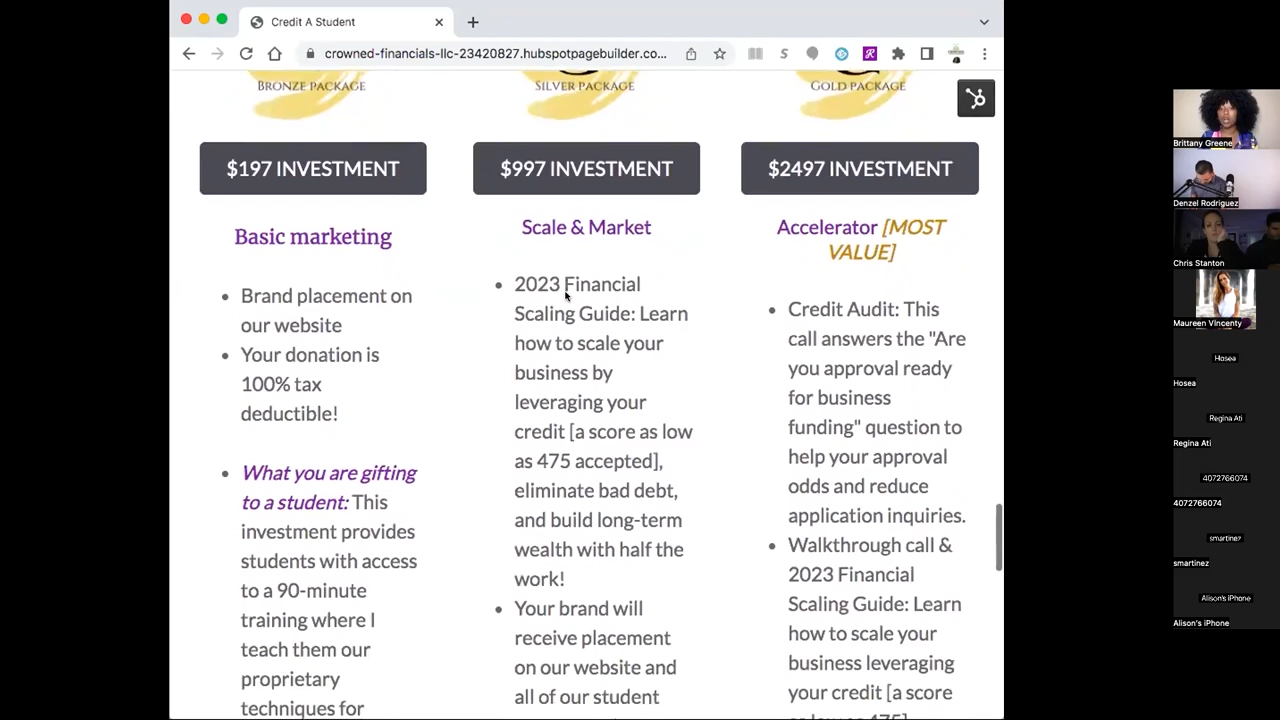 Credit A Student
crowned-financials-llc-23420827.hubspotpagebuilder.co...
BRONZE PACKAGE
SILVER PACKAGE
GOLD PACKAGE
$197 INVESTMENT
$997 INVESTMENT
$2497 INVESTMENT
Basic marketing
Brand placement on
our website
Your donation is
100% tax
deductible!
What you are gifting
to a student: This
investment provides
students with access
to a 90-minute
training where I
teach them our
proprietary
techniques for
Scale & Market
2023 Financial
Scaling Guide: Learn
how to scale your
business by
leveraging your
credit [a score as low
as 475 accepted],
eliminate bad debt,
and build long-term
wealth with half the
work!
Your brand will
receive placement
on our website and
all of our student
Accelerator [MOST
VALUE]
Credit Audit: This
call answers the "Are
you approval ready
for business
funding" question to
help your approval
odds and reduce
application inquiries.
Walkthrough call &
2023 Financial
Scaling Guide: Learn
how to scale your
business leveraging
your credit [a score
as low as 475]
Brittany Greene
Denzel Rodriguez
Chris Stanton
Maureen Vincenty
Hosea
Hosea
Regina Ati
Regina Ati
4072766074
4072766074
smartinez
smartinez
Alison's iPhone
Alison's iPhone